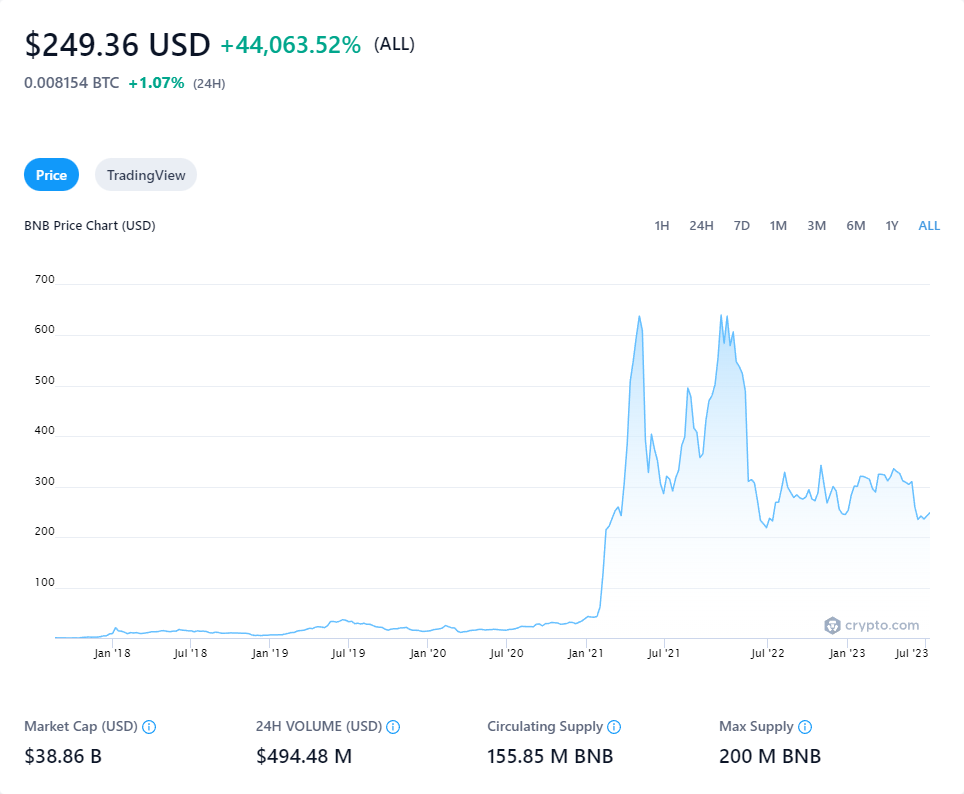 $249.36 USD +44,063.52% (ALL)
0.008154 BTC +1.07% (24H)
Price TradingView
BNB Price Chart (USD) 1H 24H 7D 1M 3M 6M 1Y ALL
700
600
500
400
300
200
100
crypto.com
Jan '18 Jul '18 Jan '19 Jul '19 Jan '20 Jul '20 Jan '21 Jul '21 Jul '22 Jan '23 Jul '23
Market Cap (USD) 24H VOLUME (USD) Circulating Supply Max Supply
$38.86 B $494.48 M 155.85 M BNB 200 M BNB